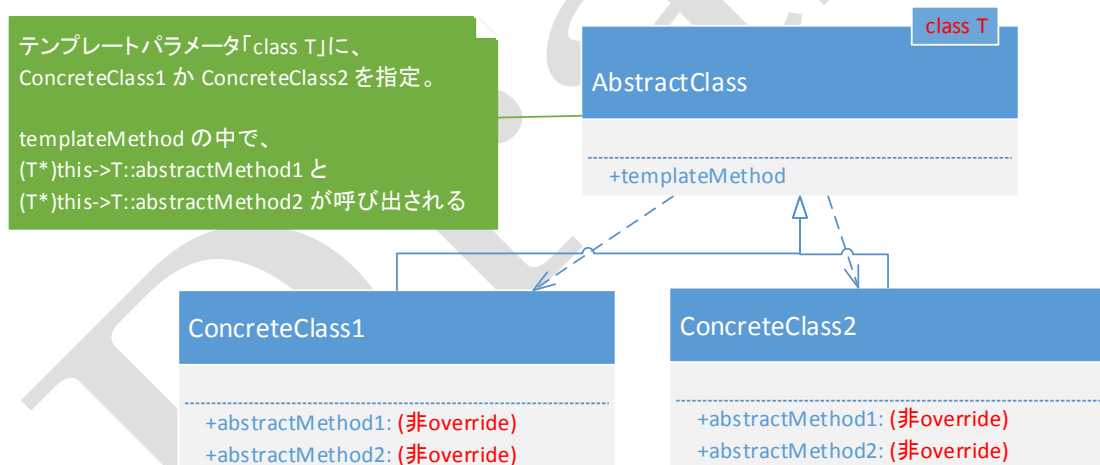 テンプレートパラメータ「class T」に、
ConcreteClass1 か ConcreteClass2 を指定。
templateMethod の中で、
(T*)this->T::abstractMethod1 と
(T*)this->T::abstractMethod2 が呼び出される
class T
AbstractClass
+templateMethod
ConcreteClass1
+abstractMethod1: (非override)
+abstractMethod2: (非override)
ConcreteClass2
+abstractMethod1: (非override)
+abstractMethod2: (非override)